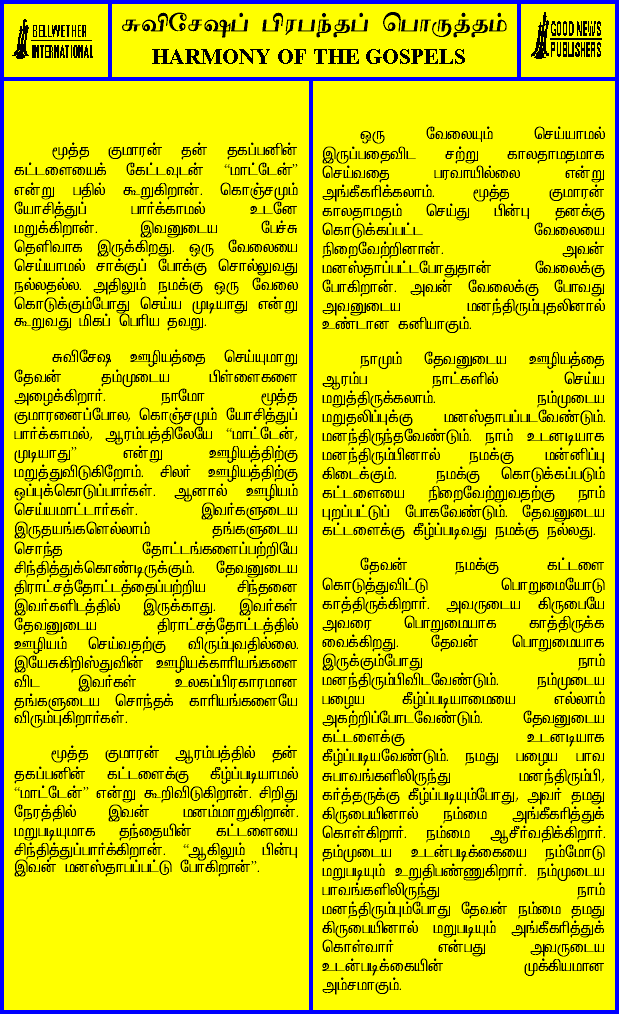 BELLWETHER
INTERNATIONAL
சுவிசேஷப் பிரபந்தப் பொருத்தம்
HARMONY OF THE GOSPELS
GOOD NEWS
PUBLISHERS
மூத்த குமாரன் தன் தகப்பனின்
கட்டளையைக் கேட்டவுடன் “மாட்டேன்”
என்று பதில் கூறுகிறான். கொஞ்சமும்
யோசித்துப் பார்க்காமல் உடனே
மறுக்கிறான். இவனுடைய பேச்சு
தெளிவாக இருக்கிறது. ஒரு வேலையை
செய்யாமல் சாக்குப் போக்கு சொல்லுவது
நல்லதல்ல. அதிலும் நமக்கு ஒரு வேலை
கொடுக்கும்போது செய்ய முடியாது என்று
கூறுவது மிகப் பெரிய தவறு.
சுவிசேஷ ஊழியத்தை செய்யுமாறு
தேவன் தம்முடைய பிள்ளைகளை
அழைக்கிறார். நாமோ மூத்த
குமாரனைப்போல, கொஞ்சமும் யோசித்துப்
பார்க்காமல், ஆரம்பத்திலேயே “மாட்டேன்,
முடியாது” என்று ஊழியத்திற்கு
மறுத்துவிடுகிறோம். சிலர் ஊழியத்திற்கு
ஒப்புக்கொடுப்பார்கள். ஆனால் ஊழியம்
செய்யமாட்டார்கள். இவர்களுடைய
இருதயங்களெல்லாம் தங்களுடைய
சொந்த தோட்டங்களைப்பற்றியே
சிந்தித்துக்கொண்டிருக்கும். தேவனுடைய
திராட்சத்தோட்டத்தைப்பற்றிய சிந்தனை
இவர்களிடத்தில் இருக்காது. இவர்கள்
தேவனுடைய திராட்சத்தோட்டத்தில்
ஊழியம் செய்வதற்கு விரும்புவதில்லை.
இயேசுகிறிஸ்துவின் ஊழியக்காரியங்களை
விட இவர்கள் உலகப்பிரகாரமான
தங்களுடைய சொந்தக் காரியங்களையே
விரும்புகிறார்கள்.
மூத்த குமாரன் ஆரம்பத்தில் தன்
தகப்பனின் கட்டளைக்கு கீழ்ப்படியாமல்
“மாட்டேன்” என்று கூறிவிடுகிறான். சிறிது
நேரத்தில் இவன் மனம்மாறுகிறான்.
மறுபடியுமாக தந்தையின் கட்டளையை
சிந்தித்துப்பார்க்கிறான். “ஆகிலும் பின்பு
இவன் மனஸ்தாபப்பட்டு போகிறான்”.
ஒரு வேலையும் செய்யாமல்
இருப்பதைவிட சற்று காலதாமதமாக
செய்வதை பரவாயில்லை என்று
அங்கீகரிக்கலாம். மூத்த குமாரன்
காலதாமதம் செய்து பின்பு தனக்கு
கொடுக்கப்பட்ட வேலையை
நிறைவேற்றினான். அவன்
மனஸ்தாப்பட்டபோதுதான் வேலைக்கு
போகிறான். அவன் வேலைக்கு போவது
அவனுடைய மனந்திரும்புதலினால்
உண்டான கனியாகும்.
நாமும் தேவனுடைய ஊழியத்தை
ஆரம்ப நாட்களில் செய்ய
மறுத்திருக்கலாம். நம்முடைய
மறுதலிப்புக்கு மனஸ்தாபப்படவேண்டும்.
மனந்திருந்தவேண்டும். நாம் உடனடியாக
மனந்திரும்பினால் நமக்கு மன்னிப்பு
கிடைக்கும். நமக்கு கொடுக்கப்படும்
கட்டளையை நிறைவேற்றுவதற்கு நாம்
புறப்பட்டுப் போகவேண்டும். தேவனுடைய
கட்டளைக்கு கீழ்ப்படிவது நமக்கு நல்லது.
தேவன் நமக்கு கட்டளை
கொடுத்துவிட்டு பொறுமையோடு
காத்திருக்கிறார். அவருடைய கிருபையே
அவரை பொறுமையாக காத்திருக்க
வைக்கிறது. தேவன் பொறுமையாக
இருக்கும்போது நாம்
மனந்திரும்பிவிடவேண்டும். நம்முடைய
பழைய கீழ்ப்படியாமையை எல்லாம்
அகற்றிப்போடவேண்டும். தேவனுடைய
கட்டளைக்கு உடனடியாக
கீழ்ப்படியவேண்டும். நமது பழைய பாவ
சுபாவங்களிலிருந்து மனந்திரும்பி,
கர்த்தருக்கு கீழ்ப்படியும்போது, அவர் தமது
கிருபையினால் நம்மை அங்கீகரித்துக்
கொள்கிறார். நம்மை ஆசீர்வதிக்கிறார்.
தம்முடைய உடன்படிக்கையை நம்மோடு
மறுபடியும் உறுதிபண்ணுகிறார். நம்முடைய
பாவங்களிலிருந்து நாம்
மனந்திரும்பும்போது தேவன் நம்மை தமது
கிருபையினால் மறுபடியும் அங்கீகரித்துக்
கொள்வார் என்பது அவருடைய
உடன்படிக்கையின் முக்கியமான
அம்சமாகும்.